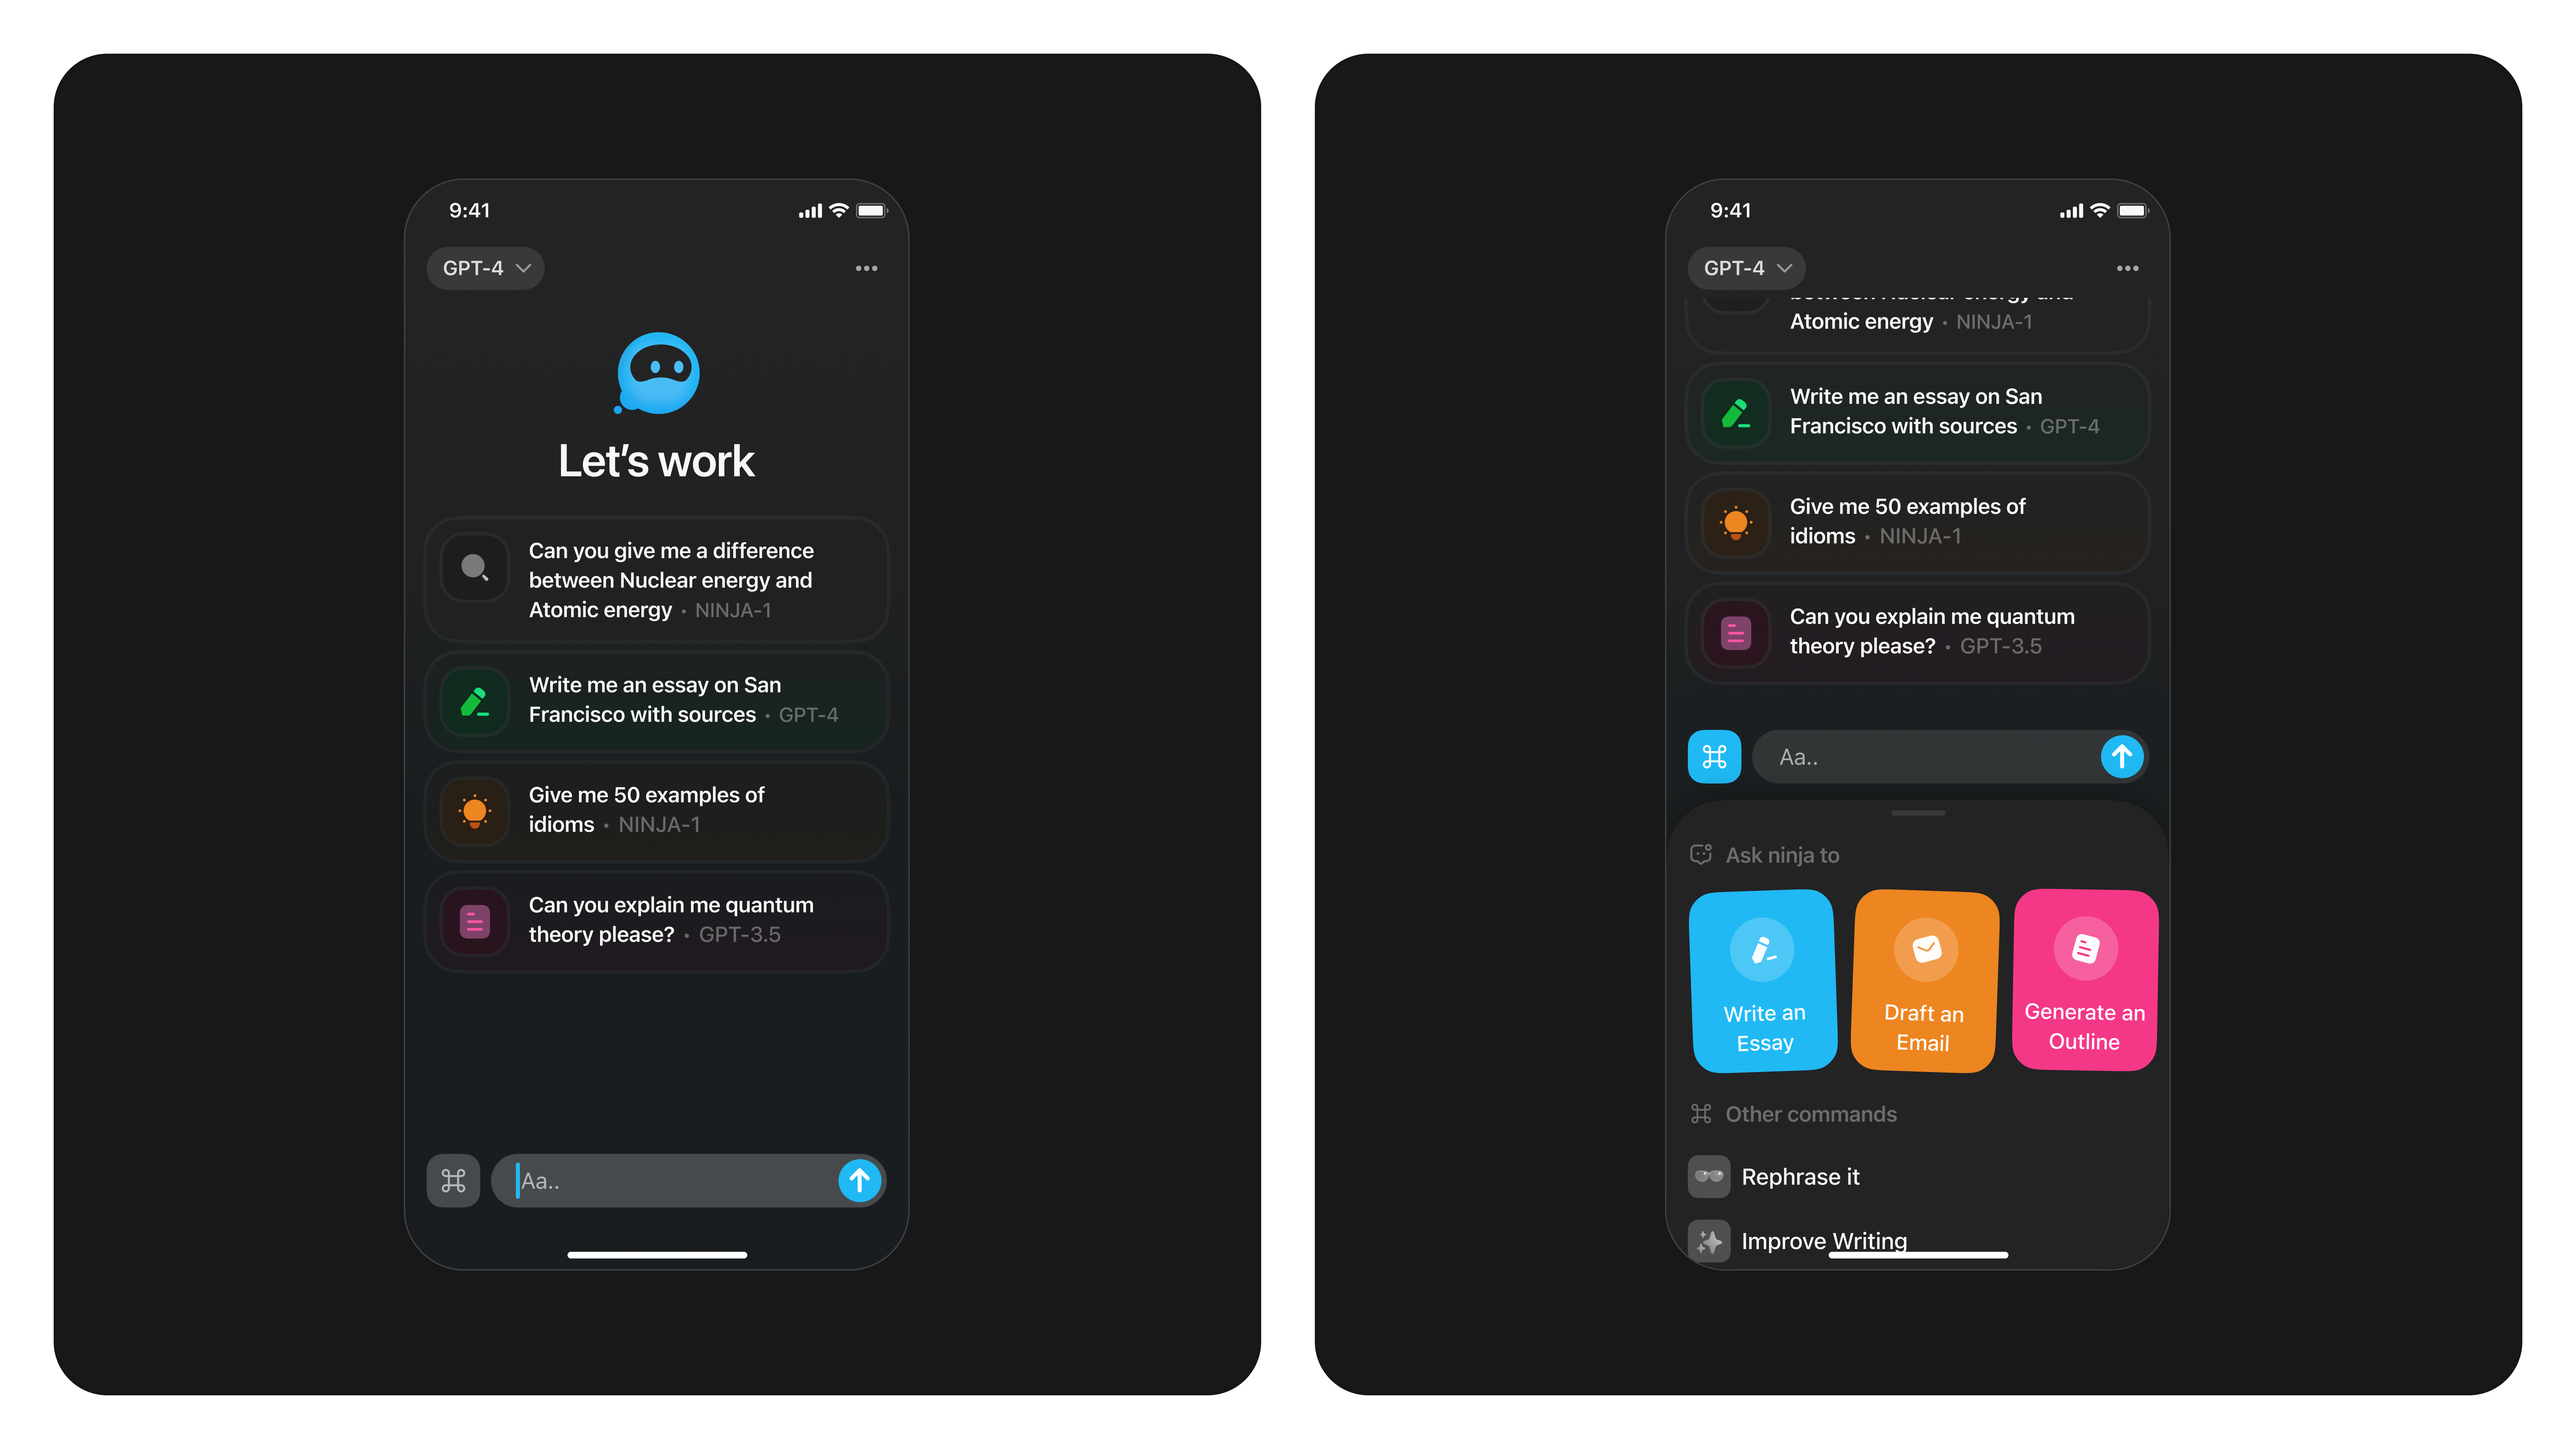 9:41
GPT-4
Let’s work
Can you give me a difference
between Nuclear energy and
Atomic energy • NINJA-1
Write me an essay on San
Francisco with sources • GPT-4
Give me 50 examples of
idioms • NINJA-1
Can you explain me quantum
theory please? • GPT-3.5
Aa..
9:41
GPT-4
between Nuclear energy and
Atomic energy • NINJA-1
Write me an essay on San
Francisco with sources • GPT-4
Give me 50 examples of
idioms • NINJA-1
Can you explain me quantum
theory please? • GPT-3.5
Aa..
Ask ninja to
Write an
Essay
Draft an
Email
Generate an
Outline
Other commands
Rephrase it
Improve Writing